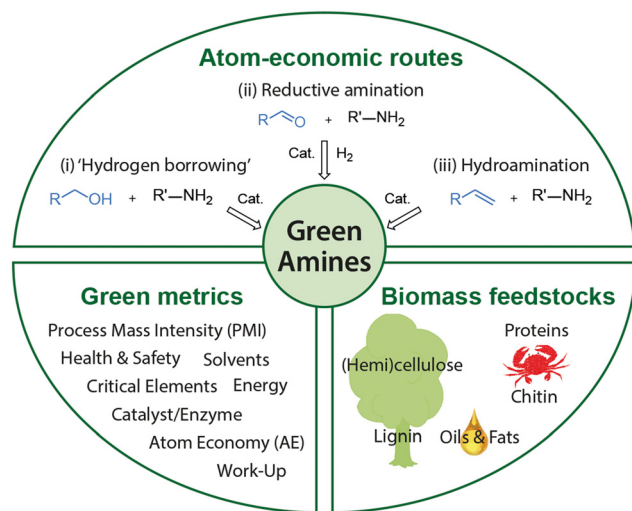 Atom-economic routes
(ii) Reductive amination
R O + R'—NH₂
Cat. H₂
(i) 'Hydrogen borrowing'
R OH + R'—NH₂
Cat.
(iii) Hydroamination
Cat.
R + R'—NH₂
Green
Amines
Green metrics
Process Mass Intensity (PMI)
Health & Safety Solvents
Critical Elements Energy
Catalyst/Enzyme
Atom Economy (AE)
Work-Up
Biomass feedstocks
Proteins
(Hemi)cellulose
Chitin
Lignin Oils & Fats